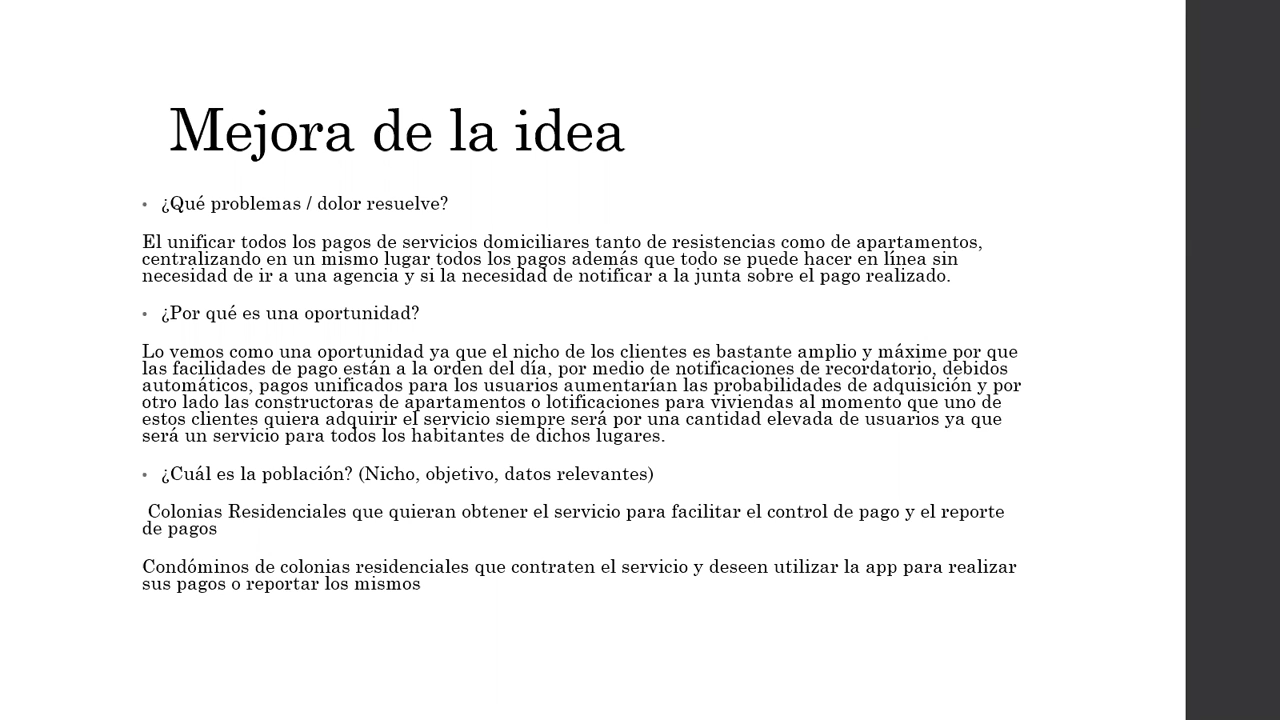 Mejora de la idea
• ¿Qué problemas / dolor resuelve?
El unificar todos los pagos de servicios domiciliares tanto de resistencias como de apartamentos,
centralizando en un mismo lugar todos los pagos además que todo se puede hacer en línea sin
necesidad de ir a una agencia y si la necesidad de notificar a la junta sobre el pago realizado.
• ¿Por qué es una oportunidad?
Lo vemos como una oportunidad ya que el nicho de los clientes es bastante amplio y máxime por que
las facilidades de pago están a la orden del día, por medio de notificaciones de recordatorio, debidos
automáticos, pagos unificados para los usuarios aumentarían las probabilidades de adquisición y por
otro lado las constructoras de apartamentos o lotificaciones para viviendas al momento que uno de
estos clientes quiera adquirir el servicio siempre será por una cantidad elevada de usuarios ya que
será un servicio para todos los habitantes de dichos lugares.
• ¿Cuál es la población? (Nicho, objetivo, datos relevantes)
Colonias Residenciales que quieran obtener el servicio para facilitar el control de pago y el reporte
de pagos
Condóminos de colonias residenciales que contraten el servicio y deseen utilizar la app para realizar
sus pagos o reportar los mismos